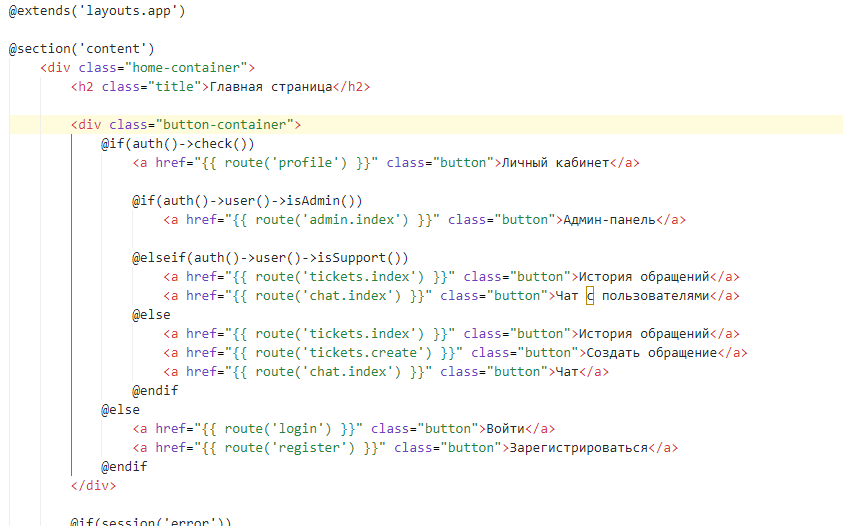 @extends('layouts.app')
@section('content')
<div class="home-container">
<h2 class="title">Главная страница</h2>
<div class="button-container">
@if(auth()->check())
<a href="{{ route('profile') }}" class="button">Личный кабинет</a>
@if(auth()->user()->isAdmin())
<a href="{{ route('admin.index') }}" class="button">Админ-панель</a>
@elseif(auth()->user()->isSupport())
<a href="{{ route('tickets.index') }}" class="button">История обращений</a>
<a href="{{ route('chat.index') }}" class="button">Чат с пользователями</a>
@else
<a href="{{ route('tickets.index') }}" class="button">История обращений</a>
<a href="{{ route('tickets.create') }}" class="button">Создать обращение</a>
<a href="{{ route('chat.index') }}" class="button">Чат</a>
@endif
@else
<a href="{{ route('login') }}" class="button">Войти</a>
<a href="{{ route('register') }}" class="button">Зарегистрироваться</a>
@endif
</div>
@if(session('error'))